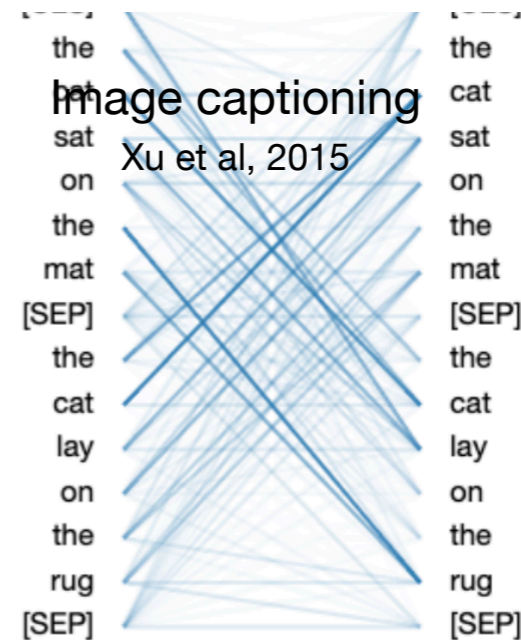 the the
Image captioning cat
sat sat
Xu et al, 2015
on on
the the
mat mat
[SEP] [SEP]
the the
cat cat
lay lay
on on
the the
rug rug
[SEP] [SEP]